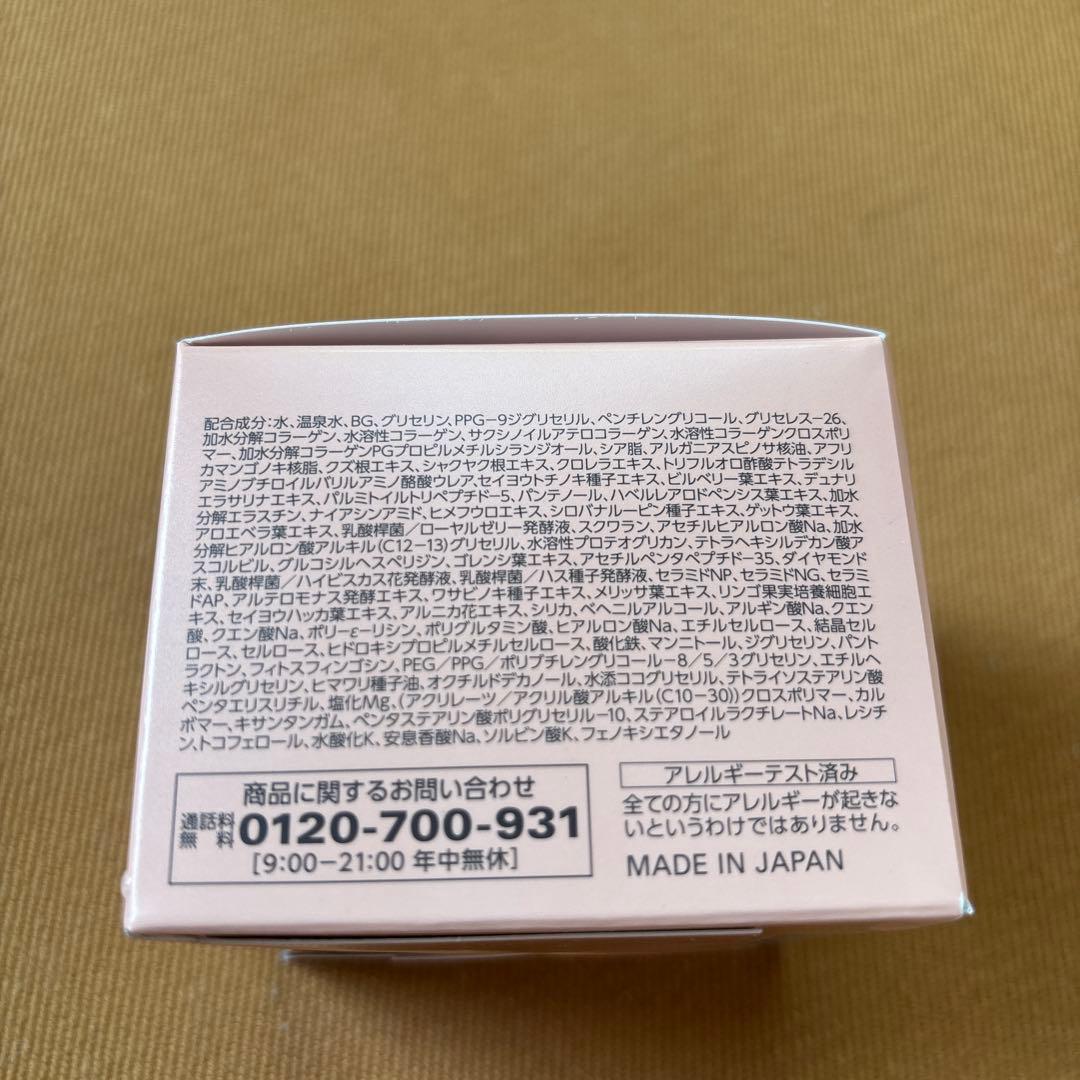 配合成分:水、温泉水、BG、グリセリン、PPG-9ジグリセリル、ペンチレングリコール、グリセレス-26、
加水分解コラーゲン、水溶性コラーゲン、サクシノイルアテロコラーゲン、水溶性コラーゲンクロスポリ
マー、加水分解コラーゲンPGプロピルメチルシランジオール、シア脂、アルガニアスピノサ核油、アフリ
カマンゴノキ核脂、クズ根エキス、シャクヤク根エキス、クロレラエキス、トリフルオロ酢酸テトラデシル
アミノブチロイルバリルアミノ酪酸ウレア、セイヨウトチノキ種子エキス、ビルベリー葉エキス、デュナリ
エラサリナエキス、パルミトイルトリペプチド-5、パンテノール、ハベルレアロドペンシス葉エキス、加水
分解エラスチン、ナイアシンアミド、ヒメフウロエキス、シロバナルーピン種子エキス、ゲットウ葉エキス、
アロエベラ葉エキス、乳酸桿菌/ローヤルゼリー発酵液、スクワラン、アセチルヒアルロン酸Na、加水
分解ヒアルロン酸アルキル(C12-13)グリセリル、水溶性プロテオグリカン、テトラヘキシルデカン酸ア
スコルビル、グルコシルヘスペリジン、ゴレンシ葉エキス、アセチルペンタペプチド-35、ダイヤモンド
末、乳酸桿菌/ハイビスカス花発酵液、乳酸桿菌/ハス種子発酵液、セラミドNP、セラミドNG、セラミ
ドAP、アルテロモナス発酵エキス、ワサビノキ種子エキス、メリッサ葉エキス、リンゴ果実培養細胞エ
キス、セイヨウハッカ葉エキス、アルニカ花エキス、シリカ、ベヘニルアルコール、アルギン酸Na、クエン
酸、クエン酸Na、ポリ-ε-リシン、ポリグルタミン酸、ヒアルロン酸Na、エチルセルロース、結晶セル
ロース、セルロース、ヒドロキシプロピルメチルセルロース、酸化鉄、マンニトール、ジグリセリン、パント
ラクトン、フィトスフィンゴシン、PEG/PPG/ポリブチレングリコール-8/5/3グリセリン、エチルヘ
キシルグリセリン、ヒマワリ種子油、オクチルドデカノール、水添ココグリセリル、テトライソステアリン酸
ペンタエリスリチル、塩化Mg、(アクリレーツ/アクリル酸アルキル(C10-30))クロスポリマー、カル
ボマー、キサンタンガム、ペンタステアリン酸ポリグリセリル-10、ステアロイルラクチレートNa、レシチ
ン、トコフェロール、水酸化K、安息香酸Na、ソルビン酸K、フェノキシエタノール
商品に関するお問い合わせ
通話料無料 0120-700-931
[9:00-21:00 年中無休]
アレルギーテスト済み
全ての方にアレルギーが起きな
いというわけではありません。
MADE IN JAPAN